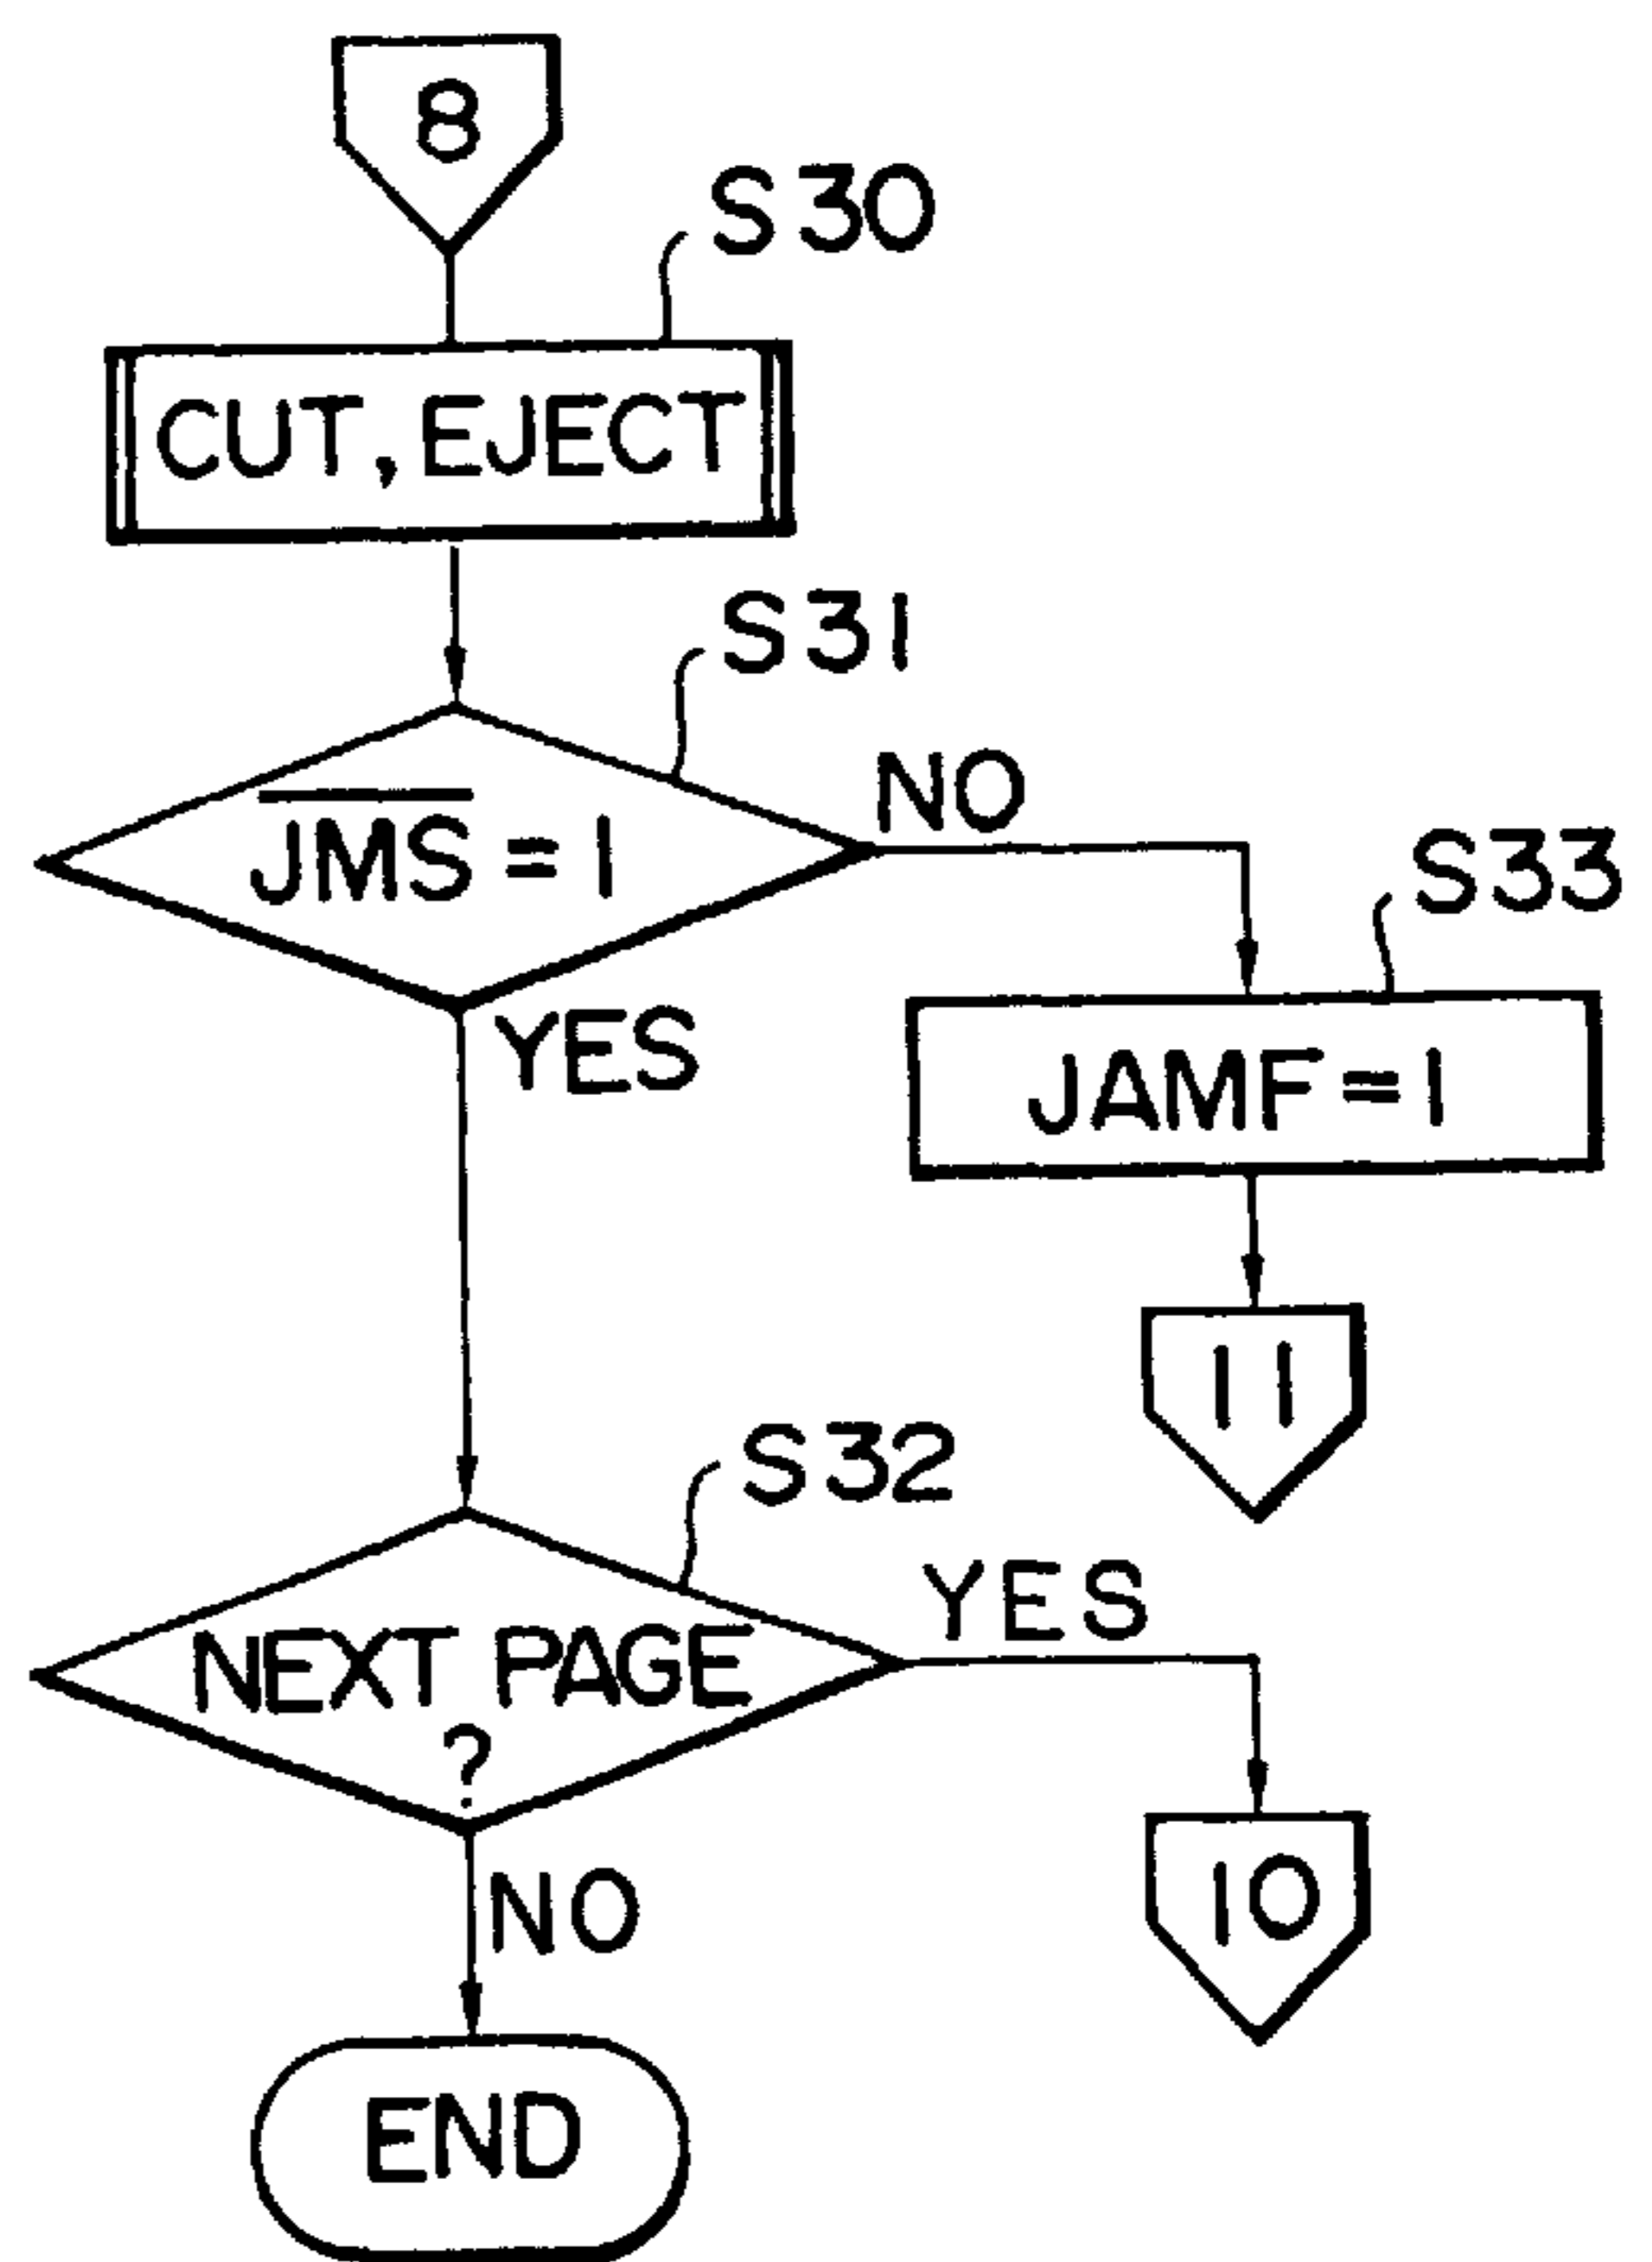 8
S30
CUT, EJECT
S31
J̅M̅S̅=1
NO
S33
YES
JAMF=1
11
S32
YES
NEXT PAGE
?
10
NO
END